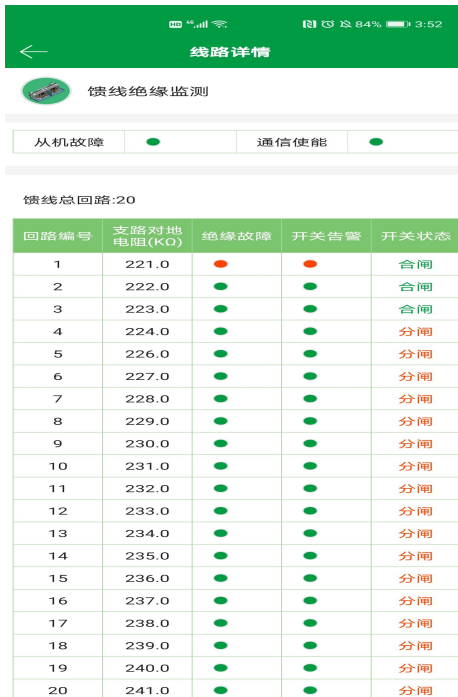 HD 4G 84% 3:52
线路详情
馈线绝缘监测
从机故障 通信使能
馈线总回路:20
回路编号 支路对地电阻(KΩ) 绝缘故障 开关告警 开关状态
1 221.0 合闸
2 222.0 合闸
3 223.0 合闸
4 224.0 分闸
5 226.0 分闸
6 227.0 分闸
7 228.0 分闸
8 229.0 分闸
9 230.0 分闸
10 231.0 分闸
11 232.0 分闸
12 233.0 分闸
13 234.0 分闸
14 235.0 分闸
15 236.0 分闸
16 237.0 分闸
17 238.0 分闸
18 239.0 分闸
19 240.0 分闸
20 241.0 分闸